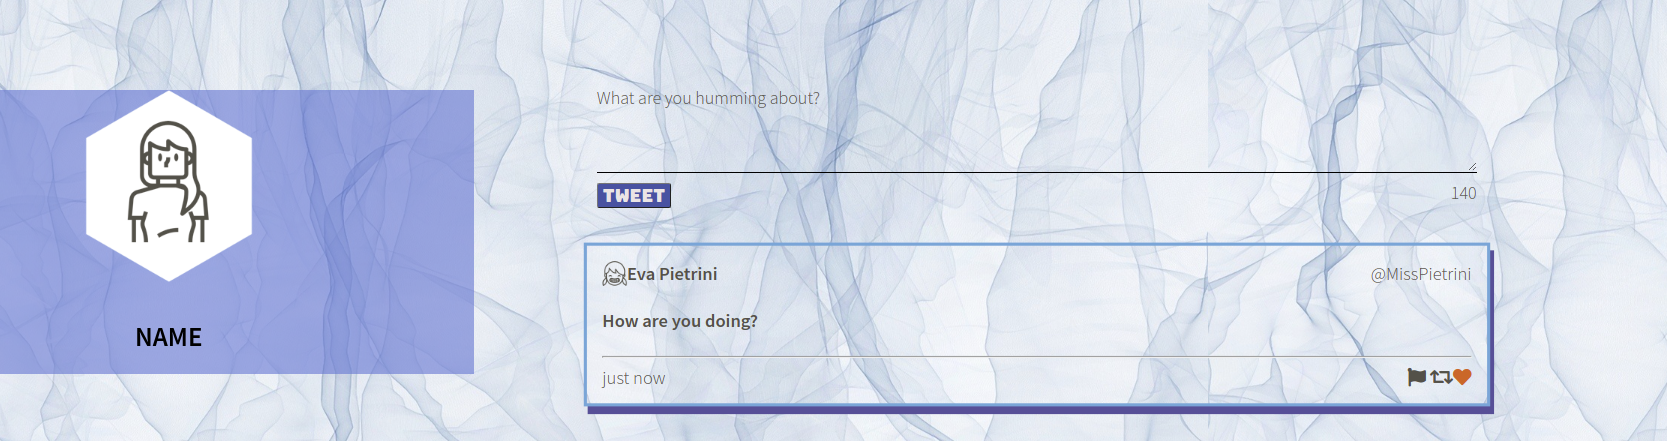 NAME
What are you humming about?
TWEET
140
Eva Pietrini
@MissPietrini
How are you doing?
just now